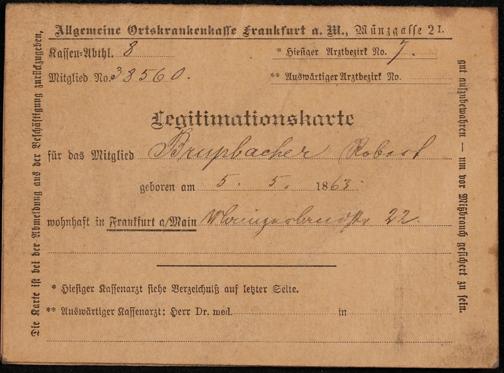 Allgemeine Ortskrankenkasse Frankfurt a. M., Münzgasse 21.
Kassen-Abthl. 8
* Hiesiger Arztbezirk No. 7.
Mitglied No. 33560.
** Auswärtiger Arztbezirk No.
Legitimationskarte
für das Mitglied Brupbacher Robert
geboren am 5. 5. 1863.
wohnhaft in Frankfurt a/Main 22.
* Hiesiger Kassenarzt siehe Verzeichniß auf letzter Seite.
** Auswärtiger Kassenarzt: Herr Dr. med. in
Die Karte ist bei der Abmeldung aus der Beschäftigung zurückzugeben,
gut aufzubewahren — um vor Mißbrauch gesichert zu sein.